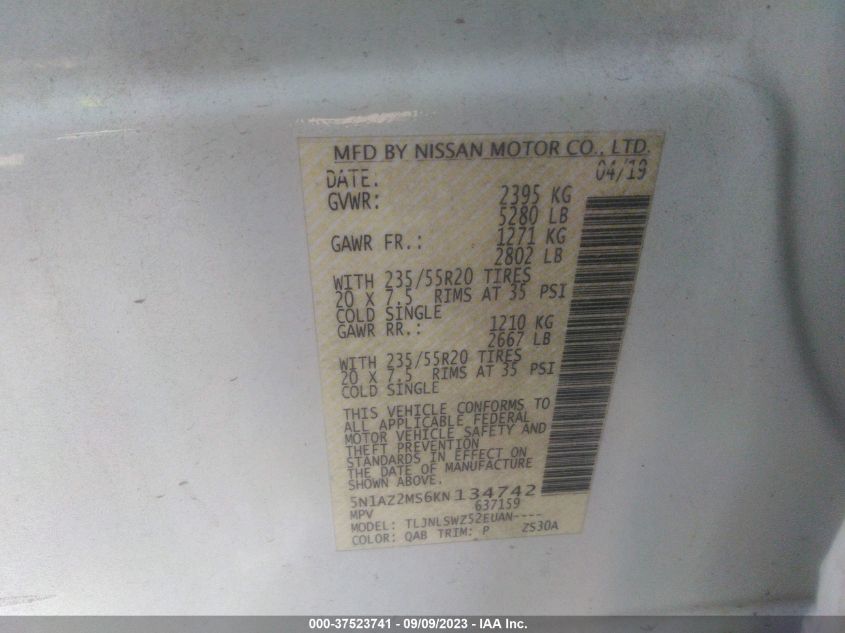 MFD BY NISSAN MOTOR CO., LTD.
DATE: 04/19
GVWR: 2395 KG
5280 LB
GAWR FR.: 1271 KG
2802 LB
WITH 235/55R20 TIRES
20 X 7.5 RIMS AT 35 PSI
COLD SINGLE
GAWR RR.: 1210 KG
2667 LB
WITH 235/55R20 TIRES
20 X 7.5 RIMS AT 35 PSI
COLD SINGLE
THIS VEHICLE CONFORMS TO
ALL APPLICABLE FEDERAL
MOTOR VEHICLE SAFETY AND
THEFT PREVENTION
STANDARDS IN EFFECT ON
THE DATE OF MANUFACTURE
SHOWN ABOVE.
5N1AZ2MS6KN134742
MPV 637159
MODEL: TLJNLSWZ52EUAN----
COLOR: QAB TRIM: P Z530A
000-37523741 - 09/09/2023 - IAA Inc.